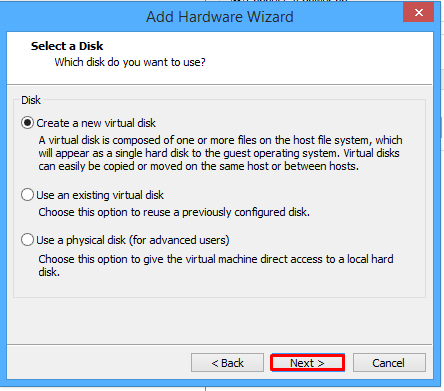 Add Hardware Wizard
Select a Disk
Which disk do you want to use?
Disk
Create a new virtual disk
A virtual disk is composed of one or more files on the host file system, which
will appear as a single hard disk to the guest operating system. Virtual disks
can easily be copied or moved on the same host or between hosts.
Use an existing virtual disk
Choose this option to reuse a previously configured disk.
Use a physical disk (for advanced users)
Choose this option to give the virtual machine direct access to a local hard
disk.
< Back
Next >
Cancel